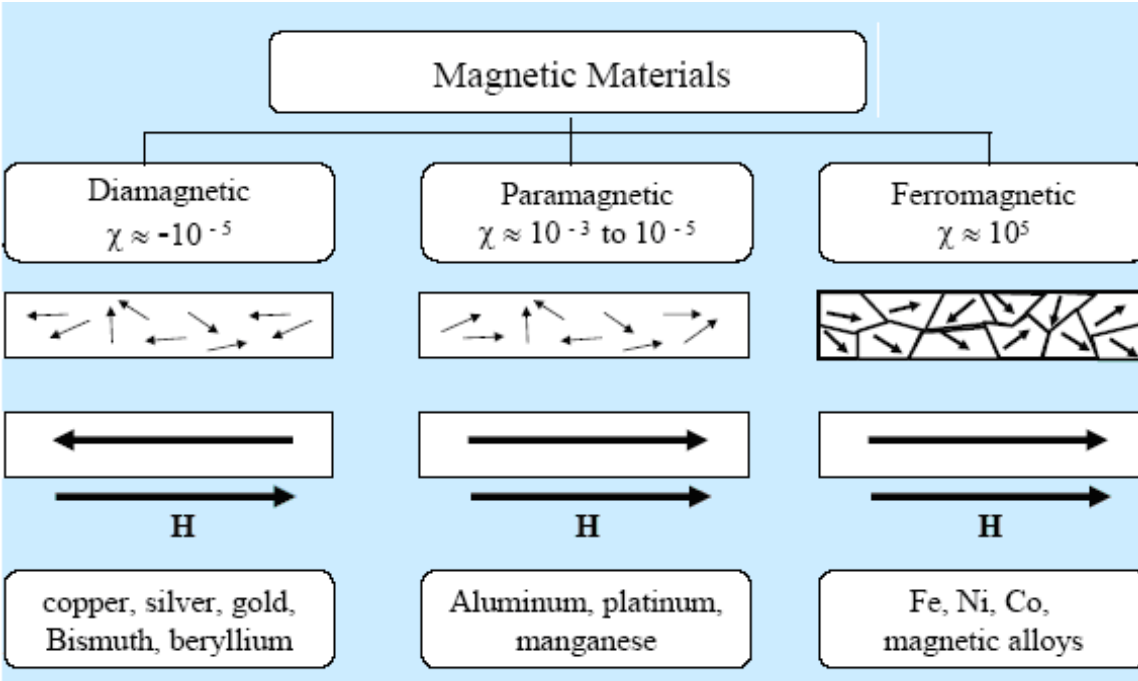 Magnetic Materials
Diamagnetic
χ ≈ -10 - 5
Paramagnetic
χ ≈ 10 - 3 to 10 - 5
Ferromagnetic
χ ≈ 10⁵
H
H
H
copper, silver, gold,
Bismuth, beryllium
Aluminum, platinum,
manganese
Fe, Ni, Co,
magnetic alloys